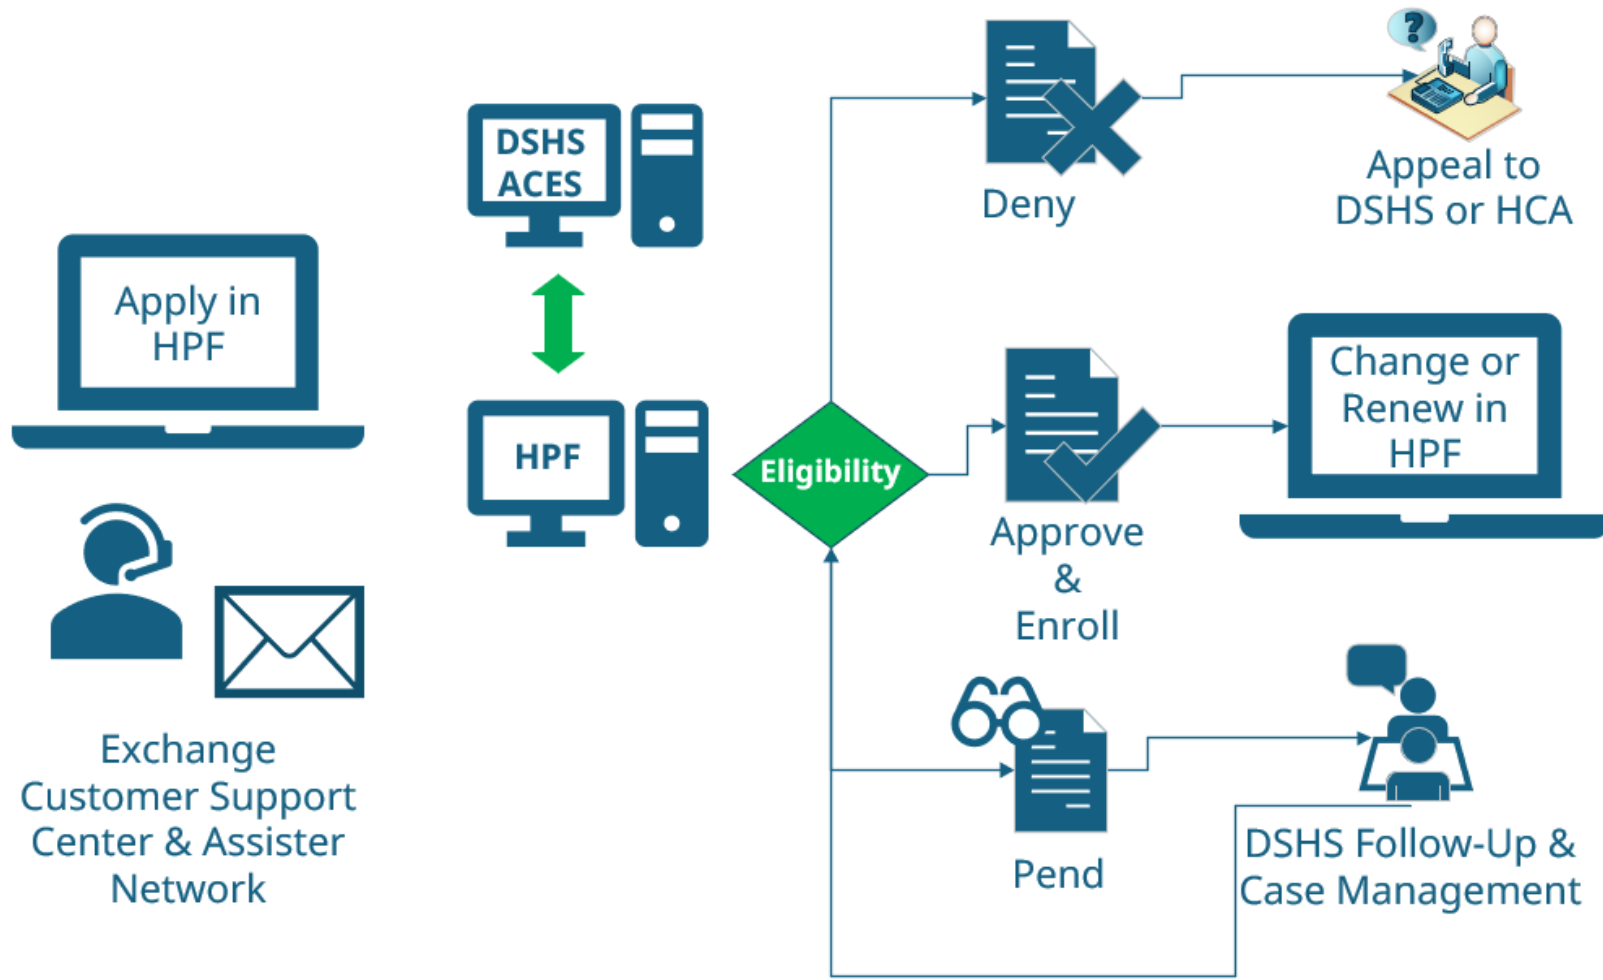 Apply in
HPF
Exchange
Customer Support
Center & Assister
Network
DSHS
ACES
HPF
Eligibility
Deny
?
Appeal to
DSHS or HCA
Approve
&
Enroll
Change or
Renew in
HPF
Pend
DSHS Follow-Up &
Case Management